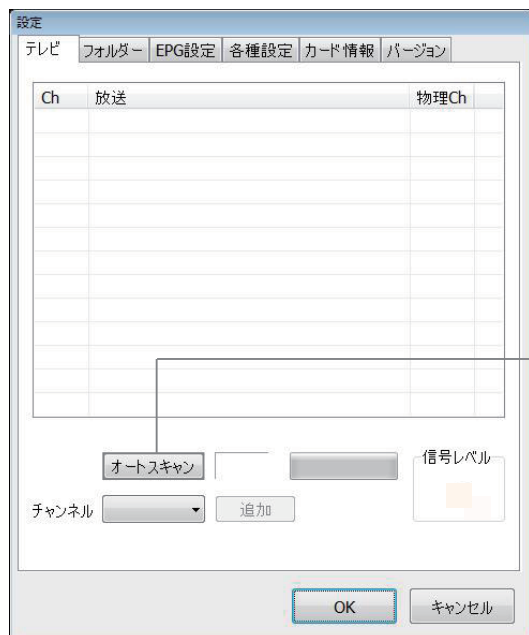 設定
テレビ フォルダー EPG設定 各種設定 カード情報 バージョン
Ch 放送 物理Ch
オートスキャン 信号レベル
チャンネル 追加
OK キャンセル